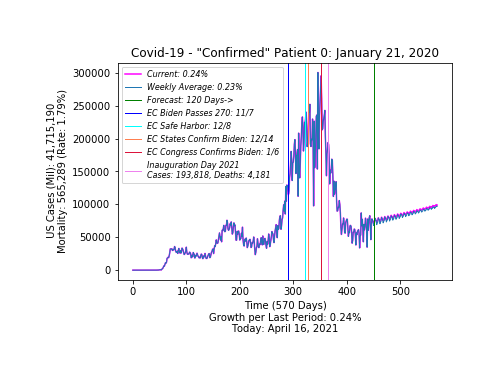 Covid-19 - "Confirmed" Patient 0: January 21, 2020
Current: 0.24%
Weekly Average: 0.23%
Forecast: 120 Days->
EC Biden Passes 270: 11/7
EC Safe Harbor: 12/8
EC States Confirm Biden: 12/14
EC Congress Confirms Biden: 1/6
Inauguration Day 2021
Cases: 193,818, Deaths: 4,181
US Cases (Mill): 41,715,190
Mortality: 565,289 (Rate: 1.79%)
300000
250000
200000
150000
100000
50000
0
0 100 200 300 400 500
Time (570 Days)
Growth per Last Period: 0.24%
Today: April 16, 2021